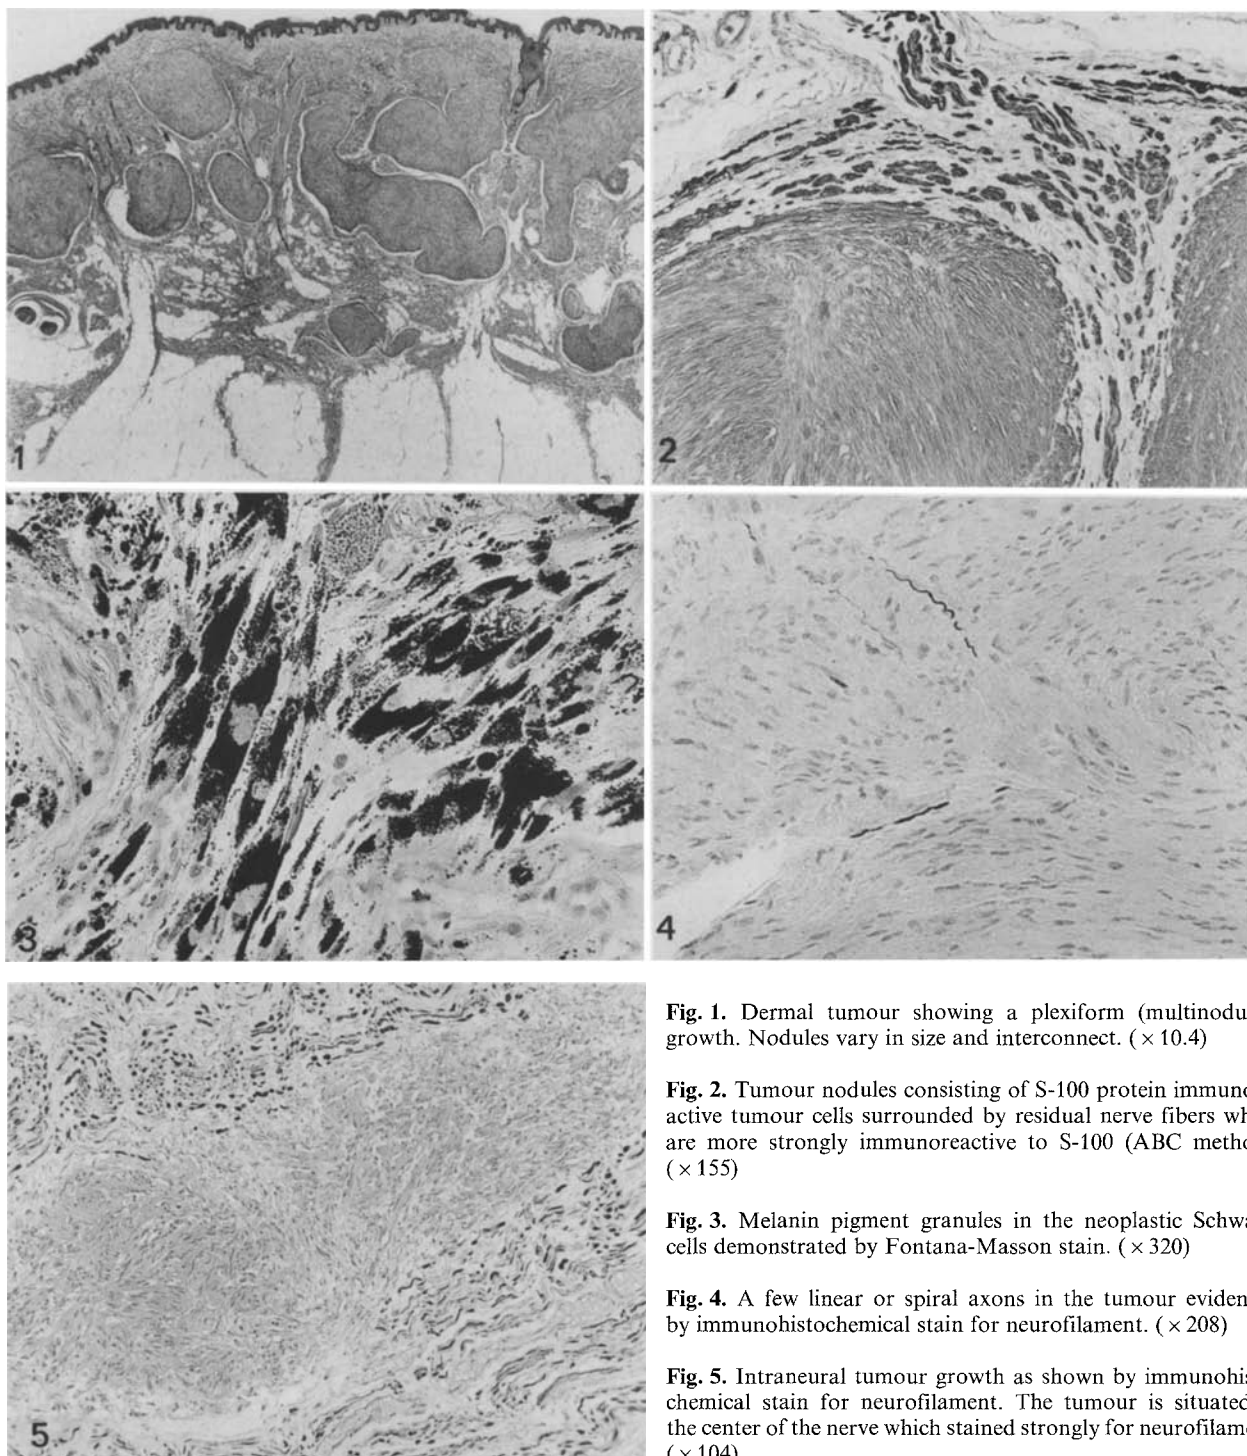 1
2
3
4
5
Fig. 1. Dermal tumour showing a plexiform (multinodu
growth. Nodules vary in size and interconnect. ( × 10.4)
Fig. 2. Tumour nodules consisting of S-100 protein immuno
active tumour cells surrounded by residual nerve fibers wh
are more strongly immunoreactive to S-100 (ABC metho
( × 155)
Fig. 3. Melanin pigment granules in the neoplastic Schwa
cells demonstrated by Fontana-Masson stain. ( × 320)
Fig. 4. A few linear or spiral axons in the tumour eviden
by immunohistochemical stain for neurofilament. ( × 208)
Fig. 5. Intraneural tumour growth as shown by immunohis
chemical stain for neurofilament. The tumour is situated
the center of the nerve which stained strongly for neurofilame
( × 104)